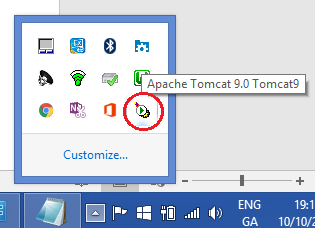 Apache Tomcat 9.0 Tomcat9
Customize...
ENG
GA
19:1
10/10/2